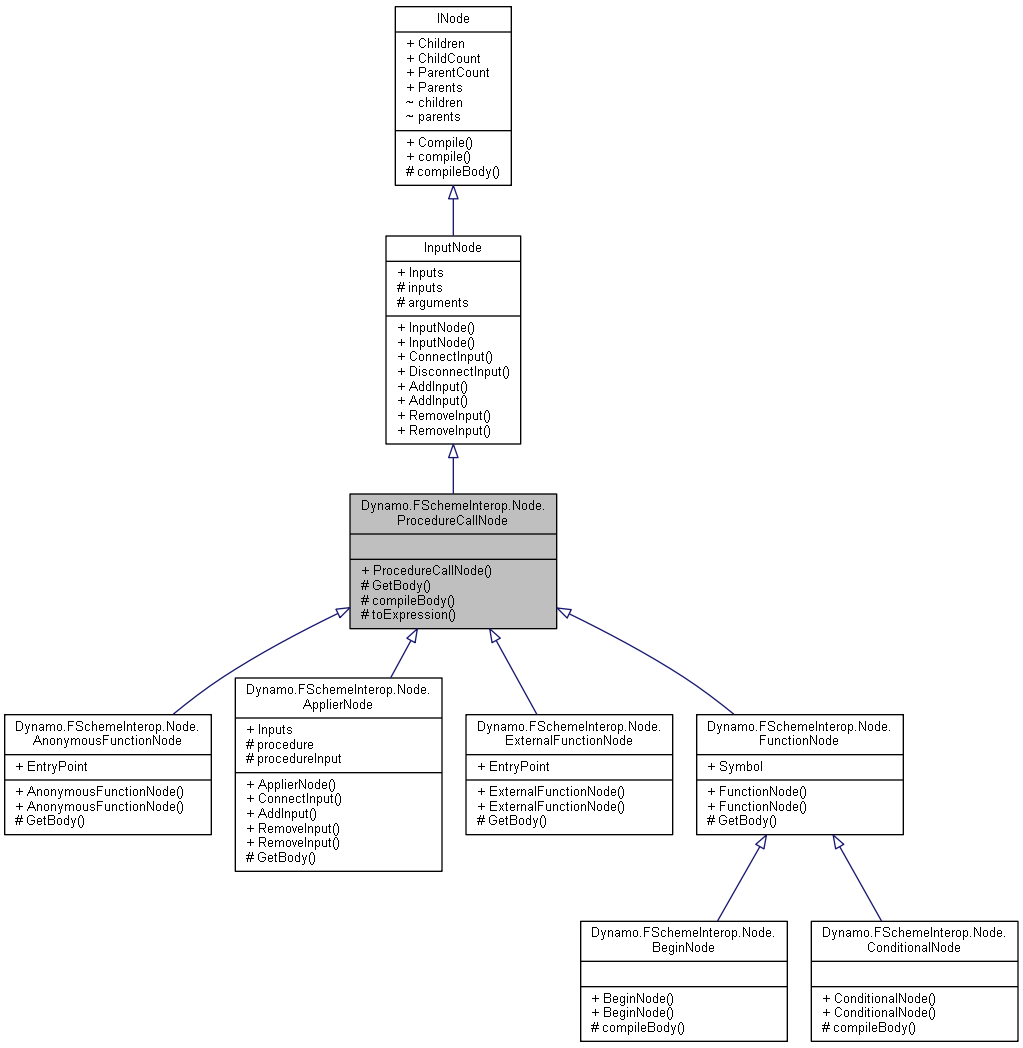 INode
+ Children
+ ChildCount
+ ParentCount
+ Parents
~ children
~ parents
+ Compile()
+ compile()
# compileBody()
InputNode
+ Inputs
# inputs
# arguments
+ InputNode()
+ InputNode()
+ ConnectInput()
+ DisconnectInput()
+ AddInput()
+ AddInput()
+ RemoveInput()
+ RemoveInput()
Dynamo.FSchemeInterop.Node.
ProcedureCallNode
+ ProcedureCallNode()
# GetBody()
# compileBody()
# toExpression()
Dynamo.FSchemeInterop.Node.
AnonymousFunctionNode
+ EntryPoint
+ AnonymousFunctionNode()
+ AnonymousFunctionNode()
# GetBody()
Dynamo.FSchemeInterop.Node.
ApplierNode
+ Inputs
# procedure
# procedureInput
+ ApplierNode()
+ ConnectInput()
+ AddInput()
+ RemoveInput()
+ RemoveInput()
# GetBody()
Dynamo.FSchemeInterop.Node.
ExternalFunctionNode
+ EntryPoint
+ ExternalFunctionNode()
+ ExternalFunctionNode()
# GetBody()
Dynamo.FSchemeInterop.Node.
FunctionNode
+ Symbol
+ FunctionNode()
+ FunctionNode()
# GetBody()
Dynamo.FSchemeInterop.Node.
BeginNode
+ BeginNode()
+ BeginNode()
# compileBody()
Dynamo.FSchemeInterop.Node.
ConditionalNode
+ ConditionalNode()
+ ConditionalNode()
# compileBody()